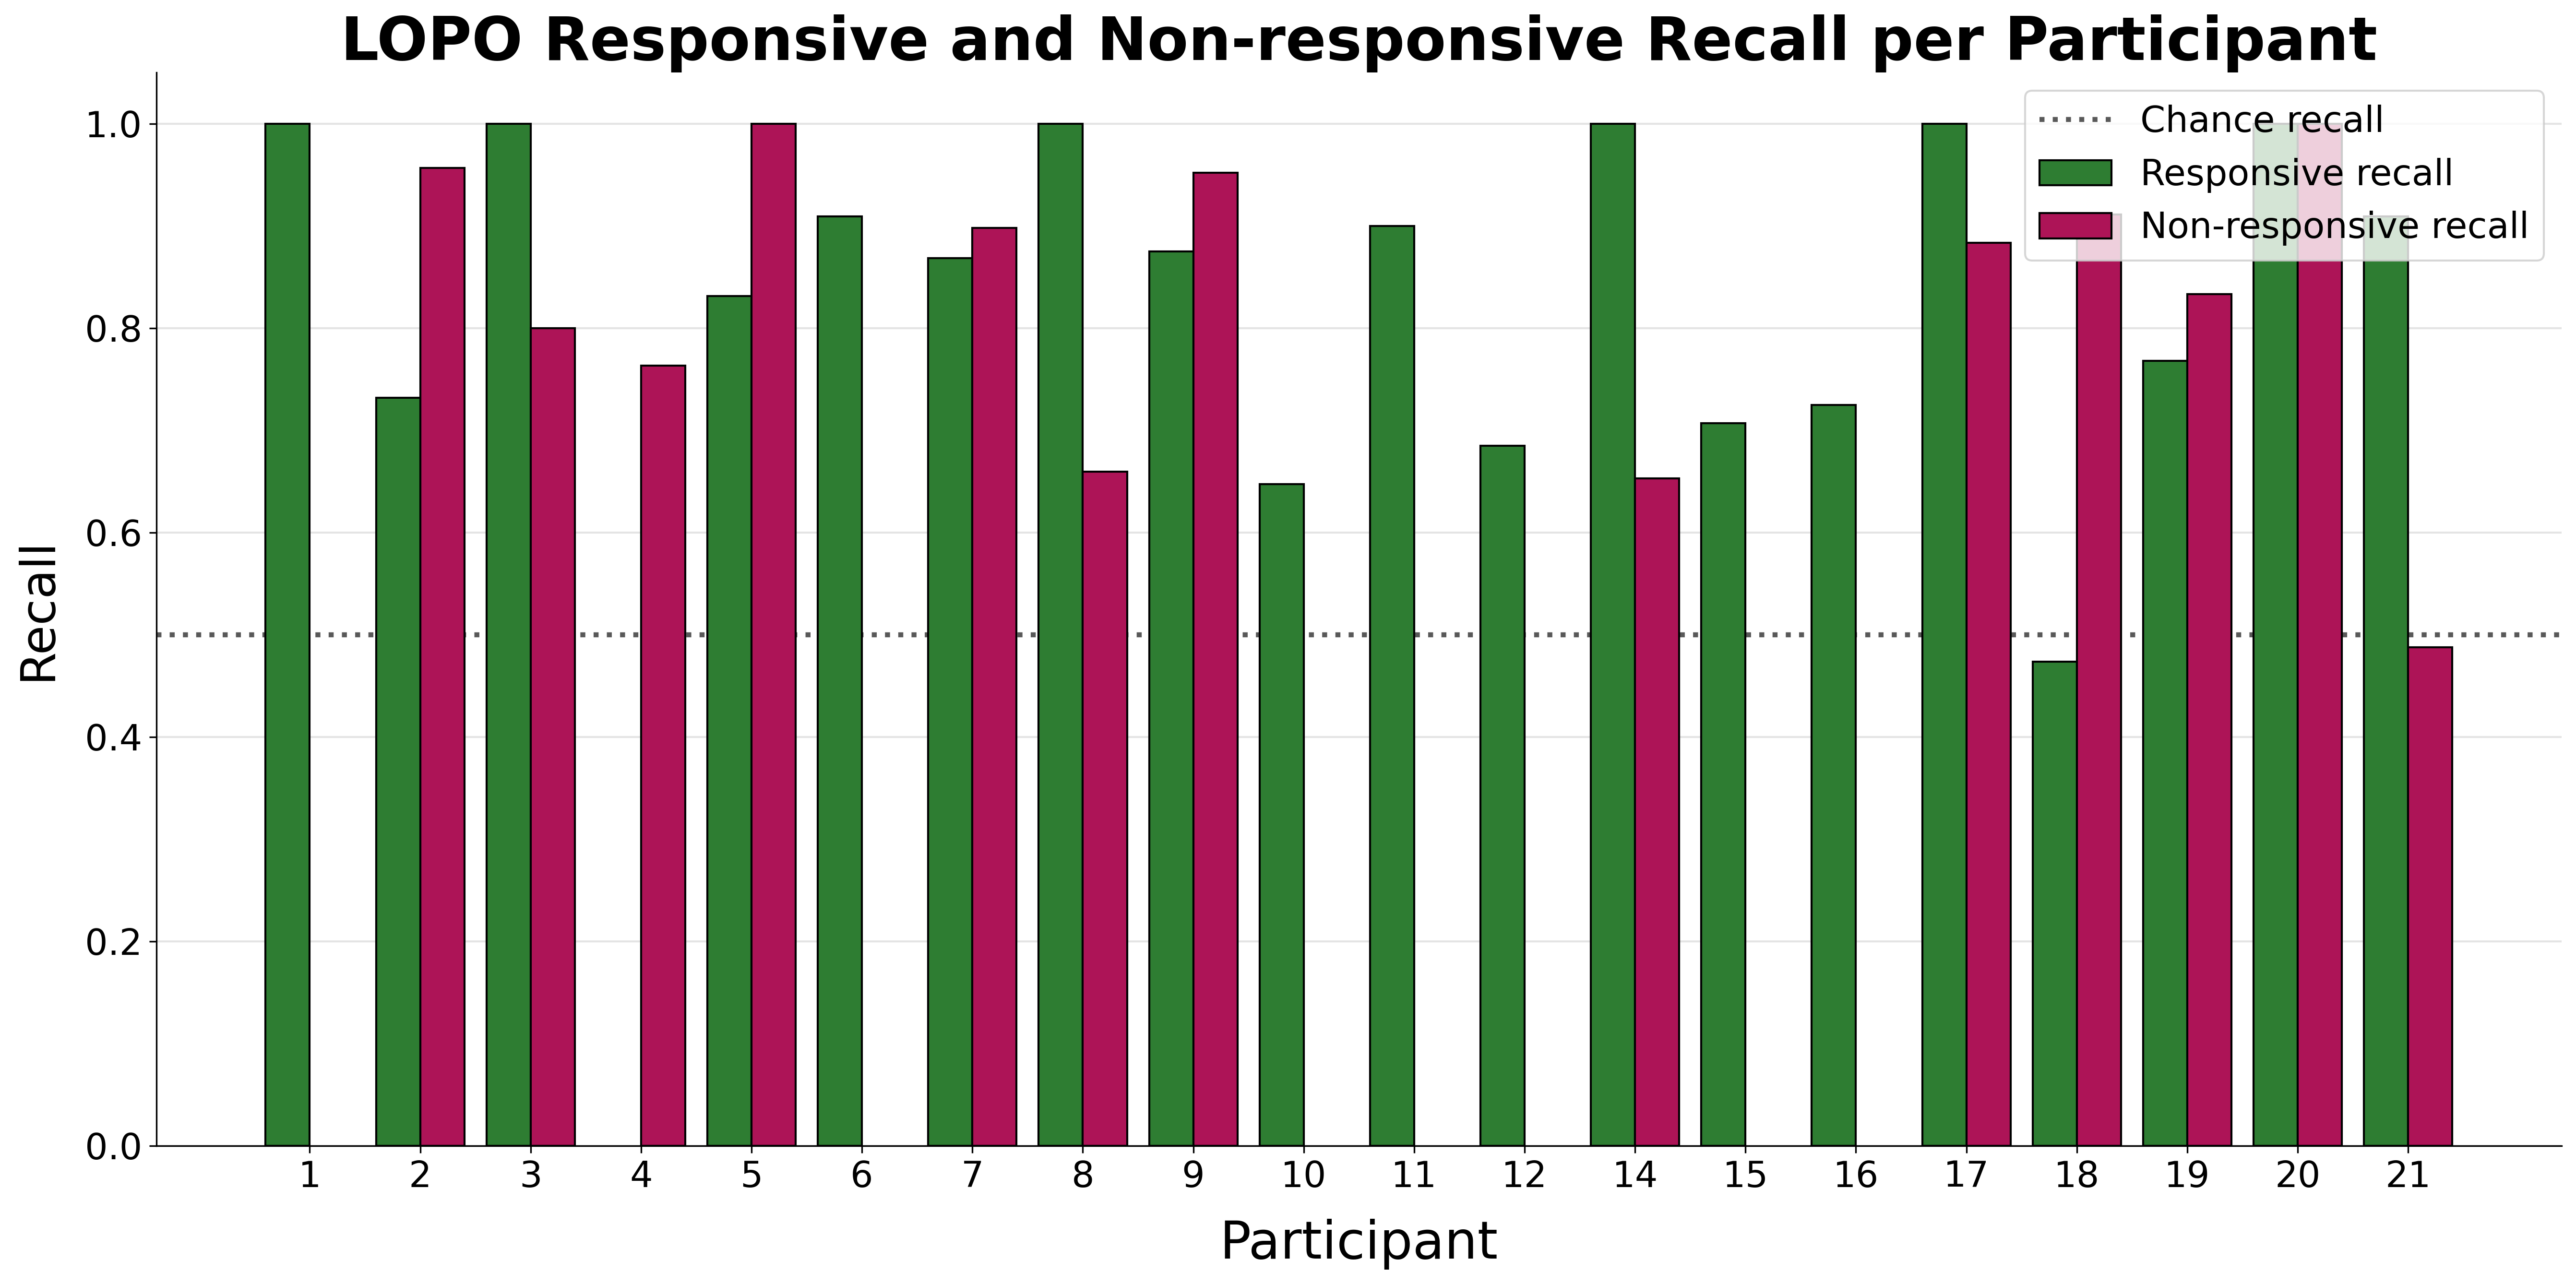 LOPO Responsive and Non-responsive Recall per Participant
Chance recall
Responsive recall
Non-responsive recall
Recall
1.0
0.8
0.6
0.4
0.2
0.0
1 2 3 4 5 6 7 8 9 10 11 12 14 15 16 17 18 19 20 21
Participant